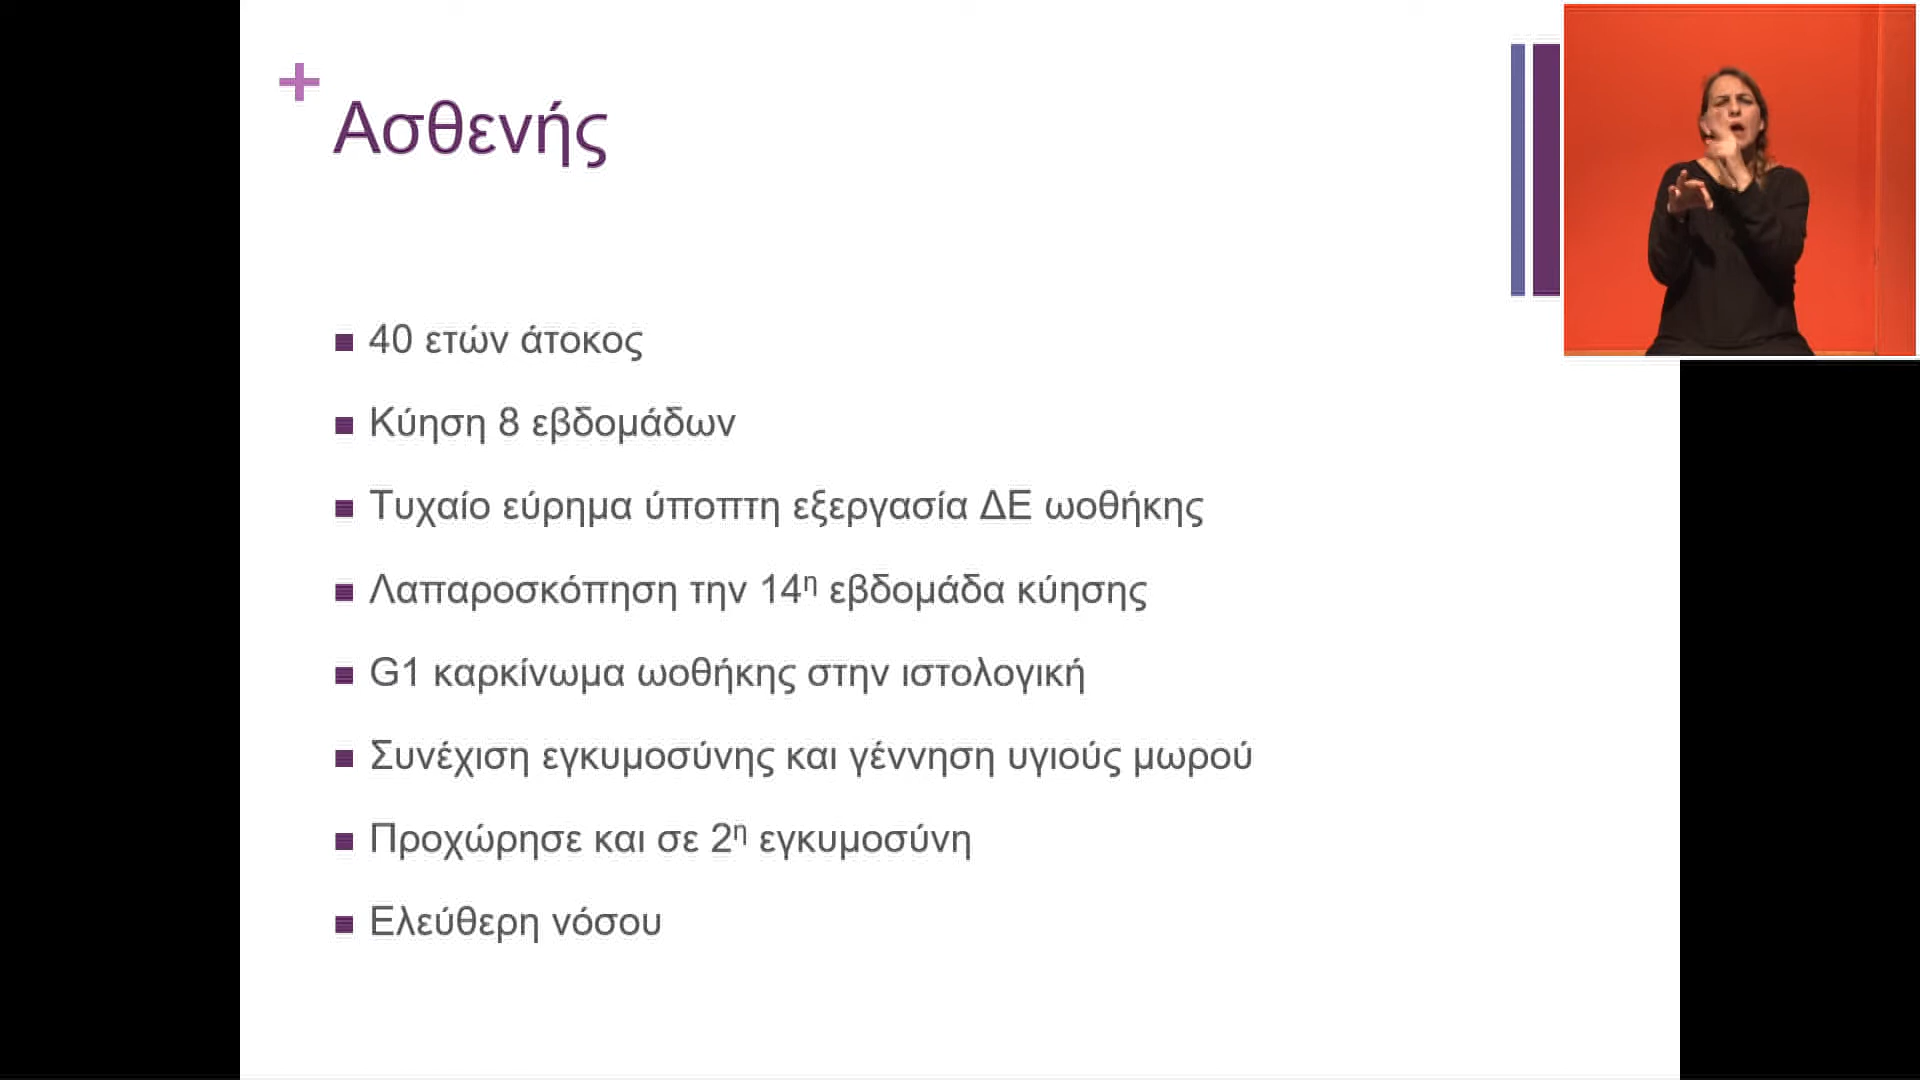 Ασθενής
40 ετών άτοκος
Κύηση 8 εβδομάδων
Τυχαίο εύρημα ύποπτη εξεργασία ΔΕ ωοθήκης
Λαπαροσκόπηση την 14η εβδομάδα κύησης
G1 καρκίνωμα ωοθήκης στην ιστολογική
Συνέχιση εγκυμοσύνης και γέννηση υγιούς μωρού
Προχώρησε και σε 2η εγκυμοσύνη
Ελεύθερη νόσου